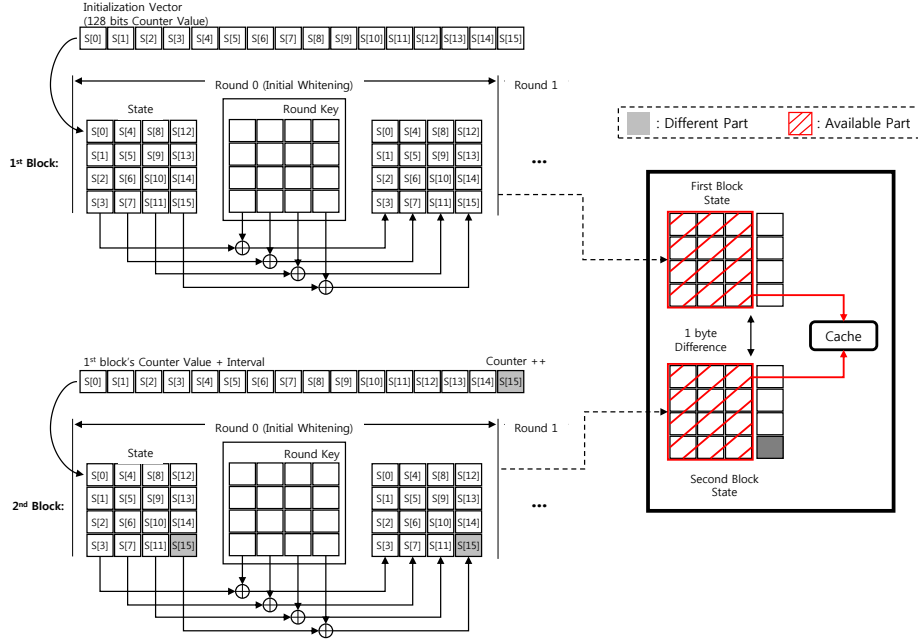 Initialization Vector
(128 bits Counter Value)
S[0] S[1] S[2] S[3] S[4] S[5] S[6] S[7] S[8] S[9] S[10] S[11] S[12] S[13] S[14] S[15]
Round 0 (Initial Whitening)
Round 1
State
Round Key
1st Block:
S[0] S[4] S[8] S[12]
S[1] S[5] S[9] S[13]
S[2] S[6] S[10] S[14]
S[3] S[7] S[11] S[15]
S[0] S[4] S[8] S[12]
S[1] S[5] S[9] S[13]
S[2] S[6] S[10] S[14]
S[3] S[7] S[11] S[15]
...
1st block's Counter Value + Interval
Counter ++
S[0] S[1] S[2] S[3] S[4] S[5] S[6] S[7] S[8] S[9] S[10] S[11] S[12] S[13] S[14] S[15]
Round 0 (Initial Whitening)
Round 1
State
Round Key
2nd Block:
S[0] S[4] S[8] S[12]
S[1] S[5] S[9] S[13]
S[2] S[6] S[10] S[14]
S[3] S[7] S[11] S[15]
S[0] S[4] S[8] S[12]
S[1] S[5] S[9] S[13]
S[2] S[6] S[10] S[14]
S[3] S[7] S[11] S[15]
...
: Different Part
: Available Part
First Block
State
1 byte
Difference
Cache
Second Block
State